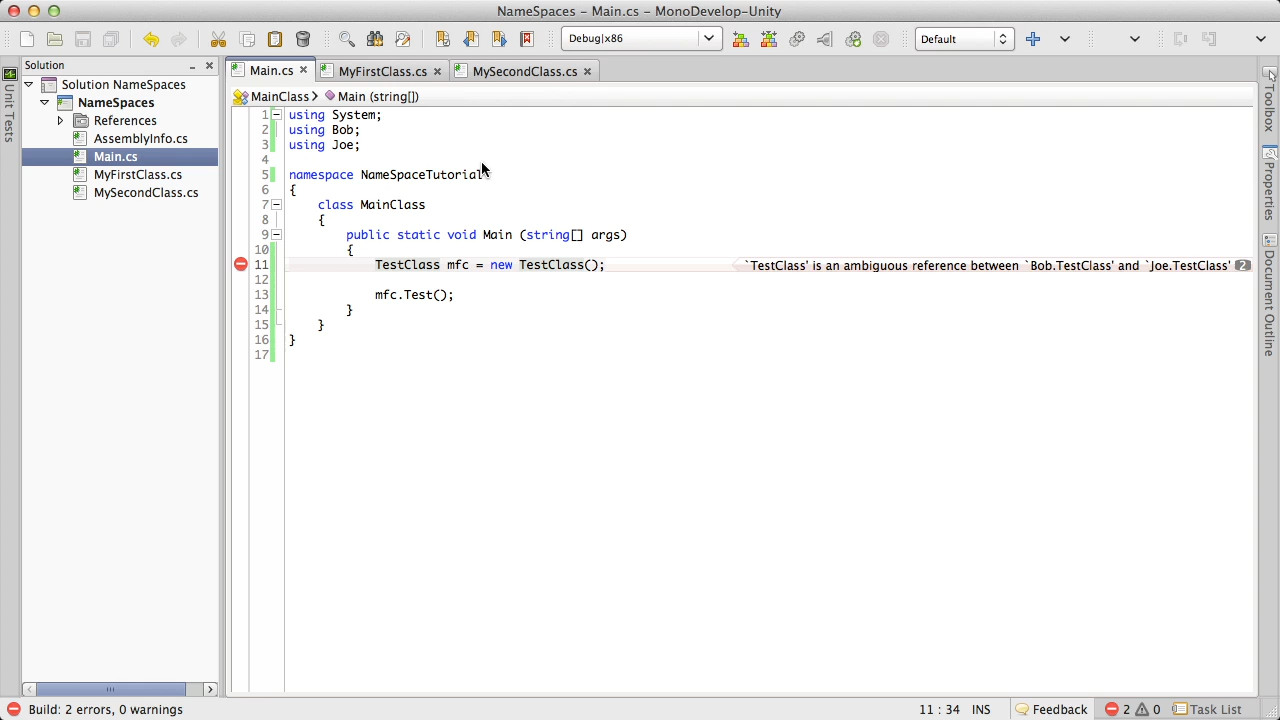 NameSpaces – Main.cs – MonoDevelop-Unity
Debug|x86
Default
Solution
Main.cs
MyFirstClass.cs
MySecondClass.cs
Unit Tests
Solution NameSpaces
NameSpaces
References
AssemblyInfo.cs
Main.cs
MyFirstClass.cs
MySecondClass.cs
MainClass
Main (string[])
1 using System;
2 using Bob;
3 using Joe;
4
5 namespace NameSpaceTutorial
6 {
7 class MainClass
8 {
9 public static void Main (string[] args)
10 {
11 TestClass mfc = new TestClass(); `TestClass' is an ambiguous reference between `Bob.TestClass' and `Joe.TestClass' 2
12
13 mfc.Test();
14 }
15 }
16 }
17
Toolbox
Properties
Document Outline
Build: 2 errors, 0 warnings
11 : 34 INS
Feedback
2
0
Task List